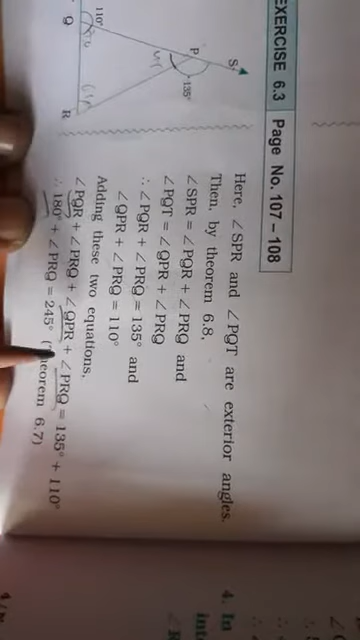 EXERCISE 6.3 Page No. 107 – 108
S
P
135°
110°
Q
R
Here, ∠SPR and ∠PQT are exterior angles.
Then, by theorem 6.8,
∠SPR = ∠PQR + ∠PRQ and
∠PQT = ∠QPR + ∠PRQ
∴ ∠PQR + ∠PRQ = 135° and
∠QPR + ∠PRQ = 110°
Adding these two equations,
∠PQR + ∠PRQ + ∠QPR + ∠PRQ = 135° + 110°
∴ 180° + ∠PRQ = 245° (Theorem 6.7)
4. In